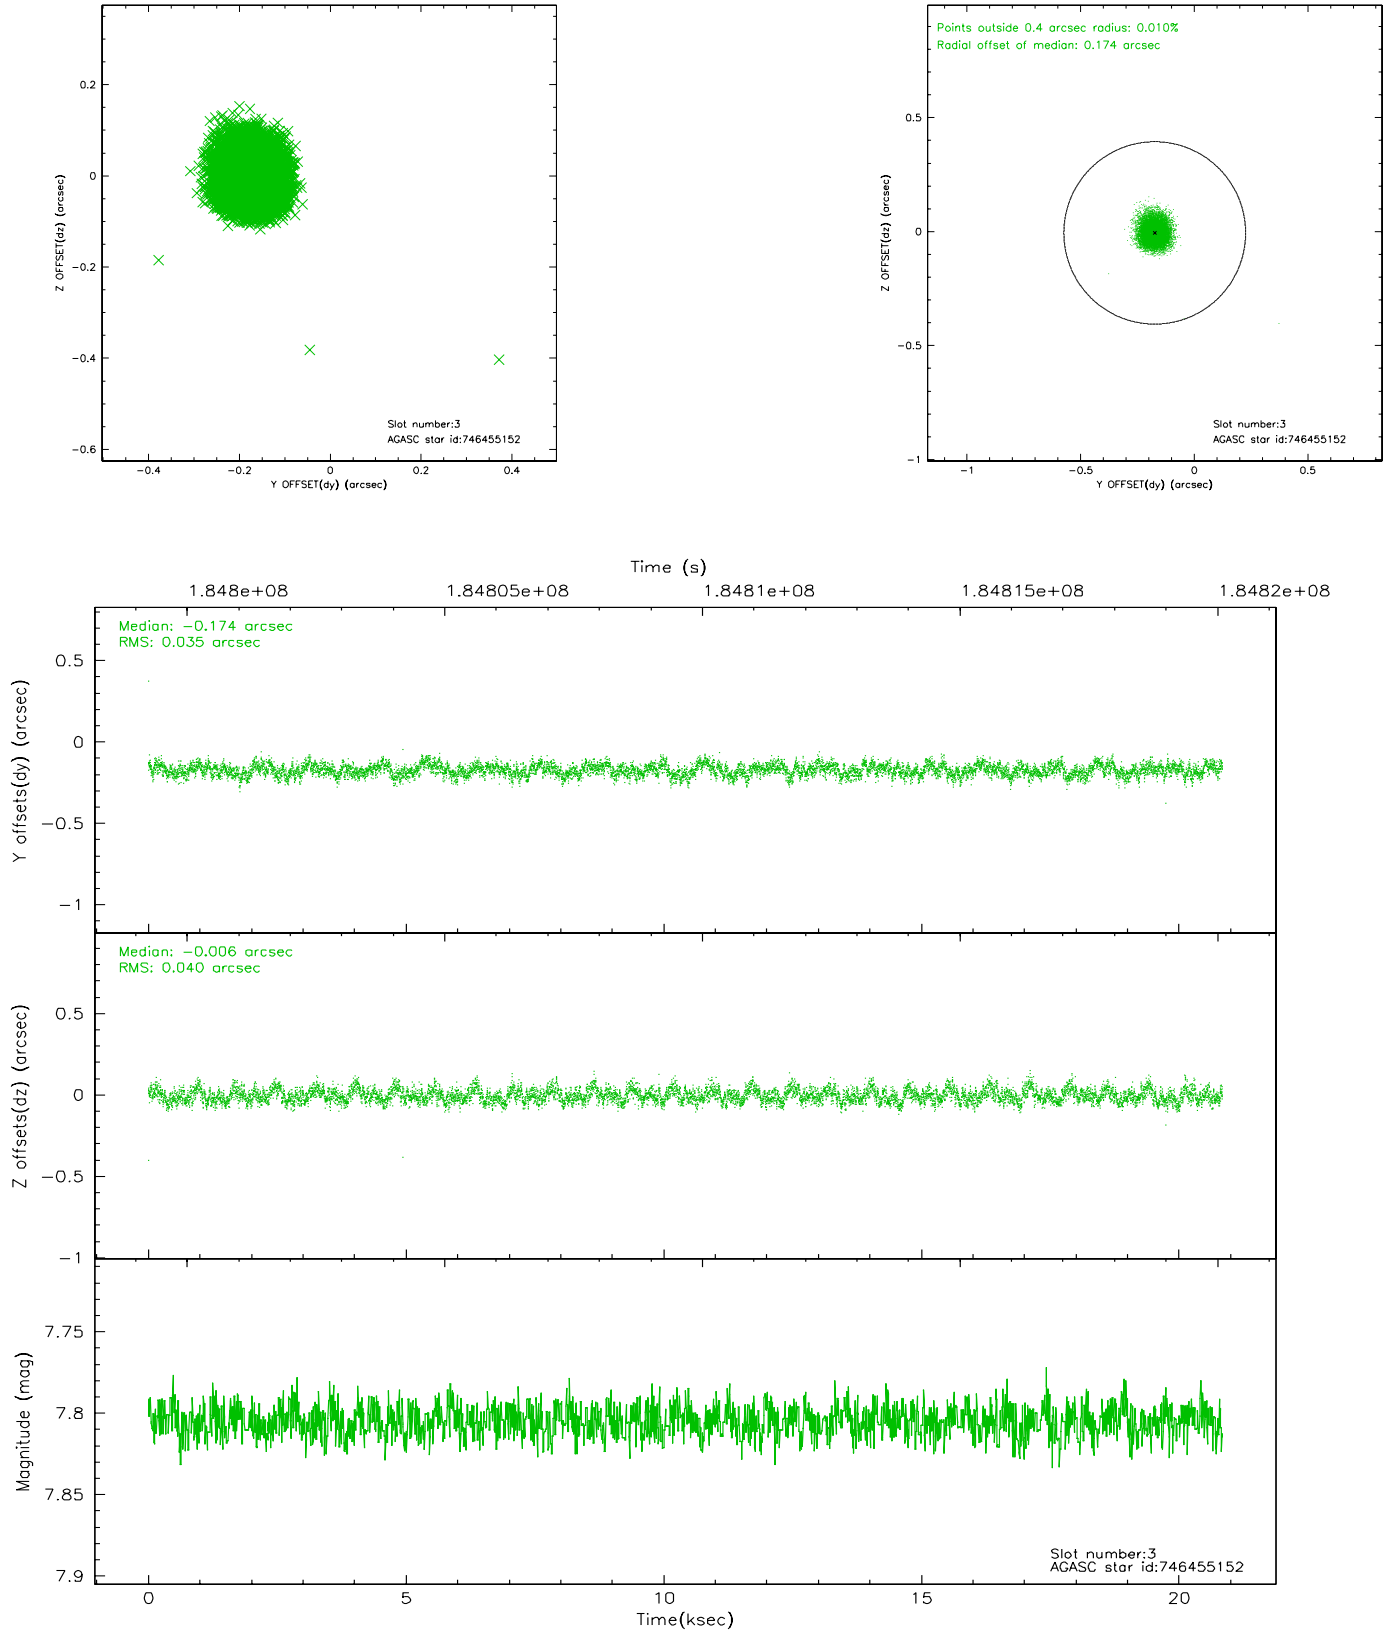 0.2
0
−0.2
−0.4
−0.6
Z OFFSET(dz) (arcsec)
Slot number:3
AGASC star id:746455152
−0.4
−0.2
0
0.2
0.4
Y OFFSET(dy) (arcsec)
Points outside 0.4 arcsec radius: 0.010%
Radial offset of median: 0.174 arcsec
0.5
0
−0.5
−1
Z OFFSET(dz) (arcsec)
Slot number:3
AGASC star id:746455152
−1
−0.5
0
0.5
Y OFFSET(dy) (arcsec)
Time (s)
1.848e+08
1.84805e+08
1.8481e+08
1.84815e+08
1.8482e+08
Median: −0.174 arcsec
RMS: 0.035 arcsec
0.5
0
−0.5
−1
Y offsets(dy) (arcsec)
Median: −0.006 arcsec
RMS: 0.040 arcsec
0.5
0
−0.5
−1
Z offsets(dz) (arcsec)
7.75
7.8
7.85
7.9
Magnitude (mag)
Slot number:3
AGASC star id:746455152
0
5
10
15
20
Time(ksec)